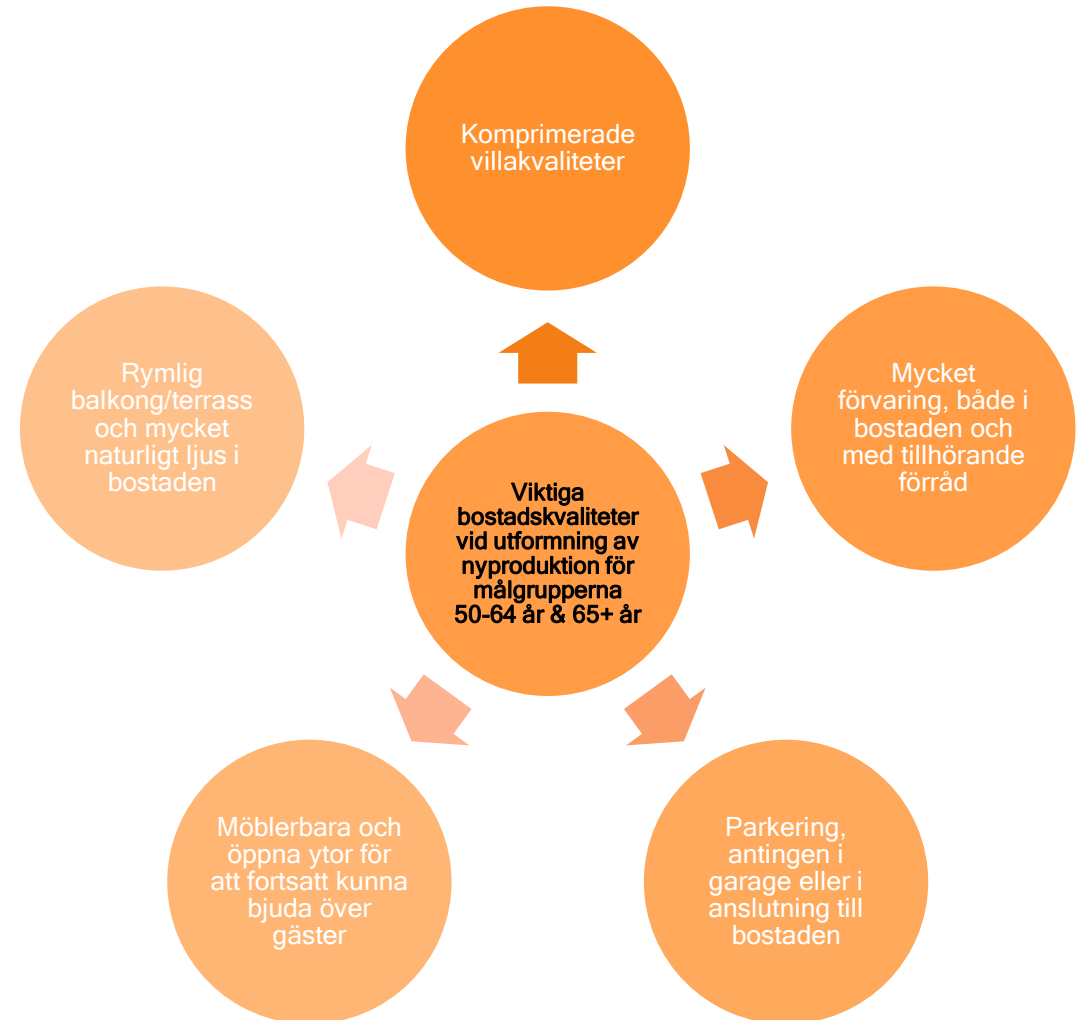 Komprimerade
villakvaliteter
Rymlig
balkong/terrass
och mycket
naturligt ljus i
bostaden
Mycket
förvaring, både i
bostaden och
med tillhörande
förråd
Viktiga
bostadskvaliteter
vid utformning av
nyproduktion för
målgrupperna
50-64 år & 65+ år
Möblerbara och
öppna ytor för
att fortsatt kunna
bjuda över
gäster
Parkering,
antingen i
garage eller i
anslutning till
bostaden